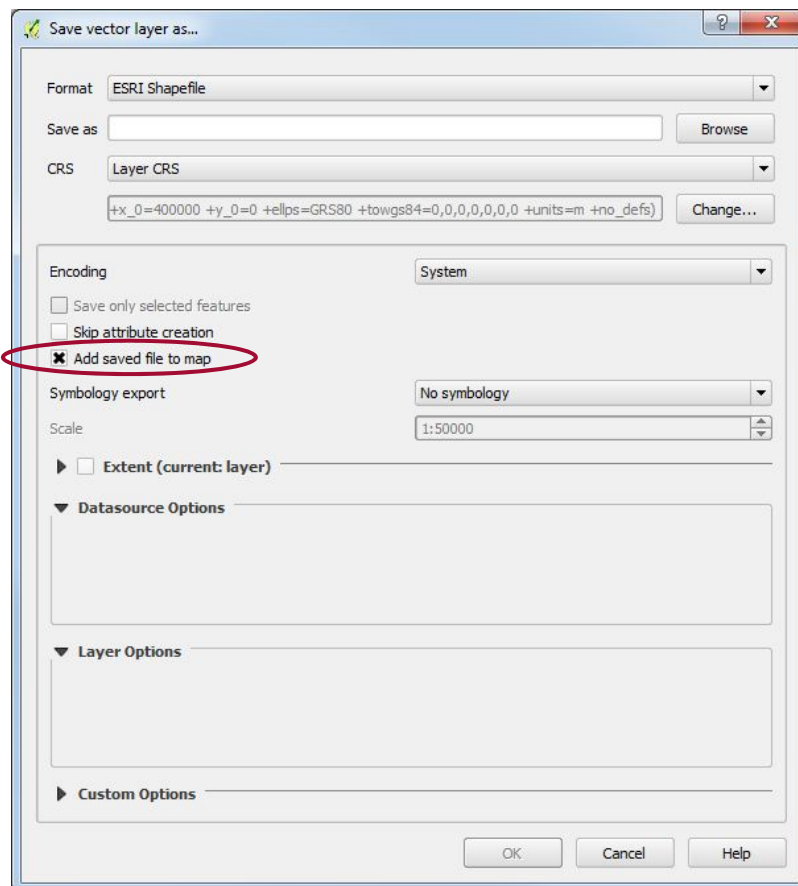 Save vector layer as...
Format ESRI Shapefile
Save as Browse
CRS Layer CRS
+x_0=400000 +y_0=0 +ellps=GRS80 +towgs84=0,0,0,0,0,0,0 +units=m +no_defs) Change...
Encoding System
Save only selected features
Skip attribute creation
Add saved file to map
Symbology export No symbology
Scale 1:50000
Extent (current: layer)
Datasource Options
Layer Options
Custom Options
OK Cancel Help